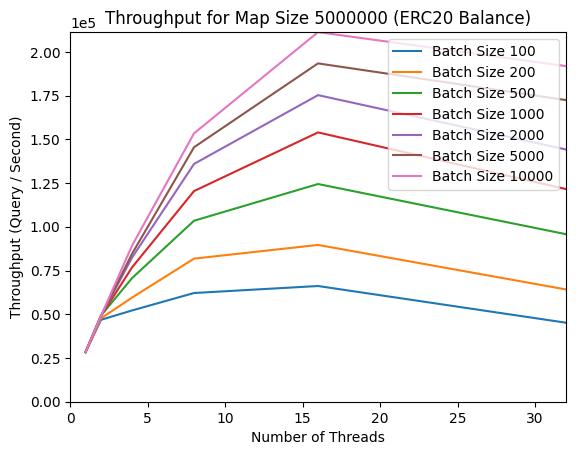 Throughput for Map Size 5000000 (ERC20 Balance)
1e5
2.00
1.75
1.50
1.25
1.00
0.75
0.50
0.25
0.00
Throughput (Query / Second)
Batch Size 100
Batch Size 200
Batch Size 500
Batch Size 1000
Batch Size 2000
Batch Size 5000
Batch Size 10000
0 5 10 15 20 25 30
Number of Threads